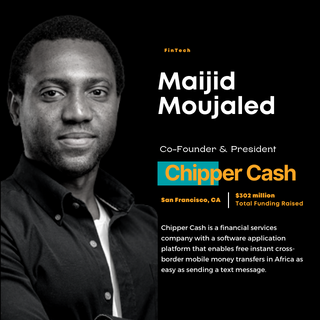 FinTech
Maijid
Moujaled
Co-Founder & President
Chipper Cash
San Francisco, CA
$302 million
Total Funding Raised
Chipper Cash is a financial services
company with a software application
platform that enables free instant cross-
border mobile money transfers in Africa as
easy as sending a text message.